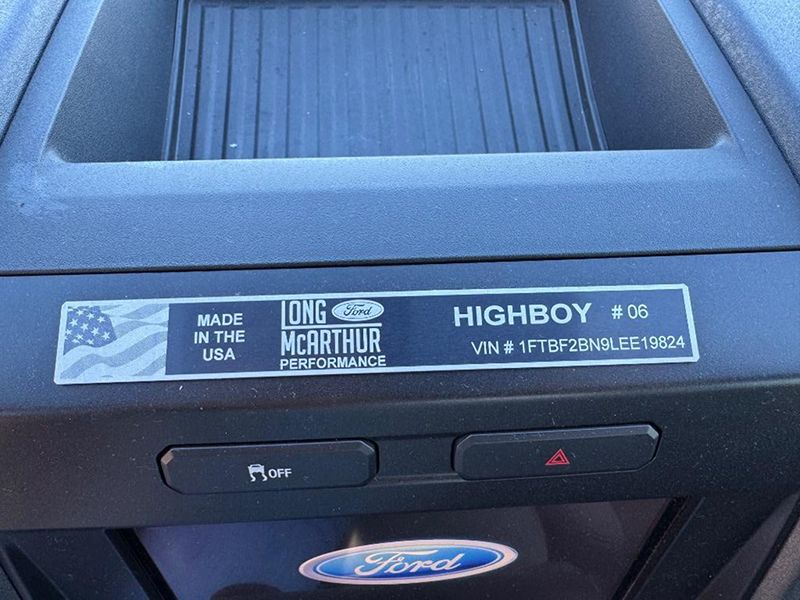 MADE
IN THE
USA
LONG Ford
McARTHUR
PERFORMANCE
HIGHBOY # 06
VIN # 1FTBF2BN9LEE19824
OFF
Ford